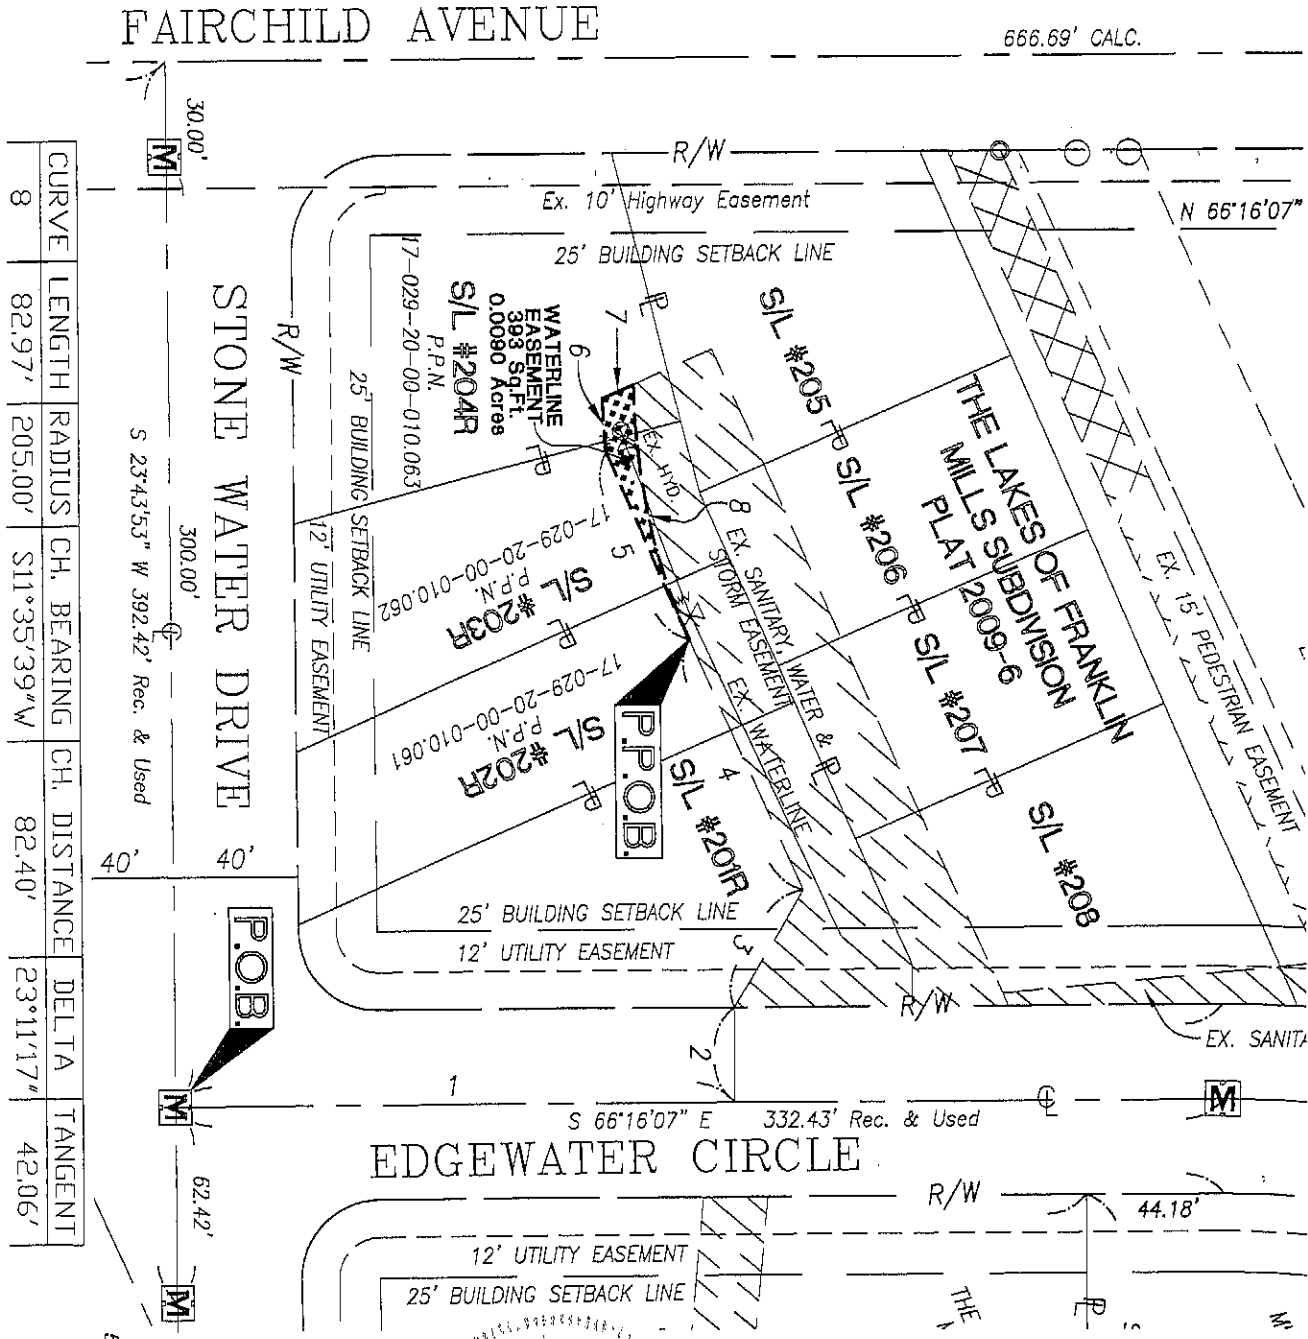 FAIRCHILD AVENUE
666.69' CALC.
30.00'
M
R/W
Ex. 10' Highway Easement
N 66°16'07"
25' BUILDING SETBACK LINE
17-029-20-00-010.063
P.P.N.
S/L #204R
WATERLINE
EASEMENT
393 Sq.Ft.
0.0090 Acres
7
6
S/L #205
S/L #206
S/L #207
S/L #208
THE LAKES OF FRANKLIN
MILLS SUBDIVISION
PLAT 2009-6
EX. 15' PEDESTRIAN EASEMENT
STONE WATER DRIVE
R/W
25' BUILDING SETBACK LINE
12' UTILITY EASEMENT
S 23°43'53" W 392.42' Rec. & Used
300.00'
EX HYD.
8
5
EX. SANITARY, WATER &
STORM EASEMENT
EX. WATERLINE
17-029-20-00-010.062
P.P.N.
S/L #203R
17-029-20-00-010.061
P.P.N.
S/L #202R
P.P.O.B.
4
S/L #201R
40'
40'
25' BUILDING SETBACK LINE
12' UTILITY EASEMENT
3
P.O.B.
R/W
2
EX. SANITA
1
M
M
S 66°16'07" E 332.43' Rec. & Used
EDGEWATER CIRCLE
R/W
44.18'
62.42'
12' UTILITY EASEMENT
25' BUILDING SETBACK LINE
M
THE
CURVE LENGTH RADIUS CH. BEARING CH. DISTANCE DELTA TANGENT
8 82.97' 205.00' S11°35'39"W 82.40' 23°11'17" 42.06'